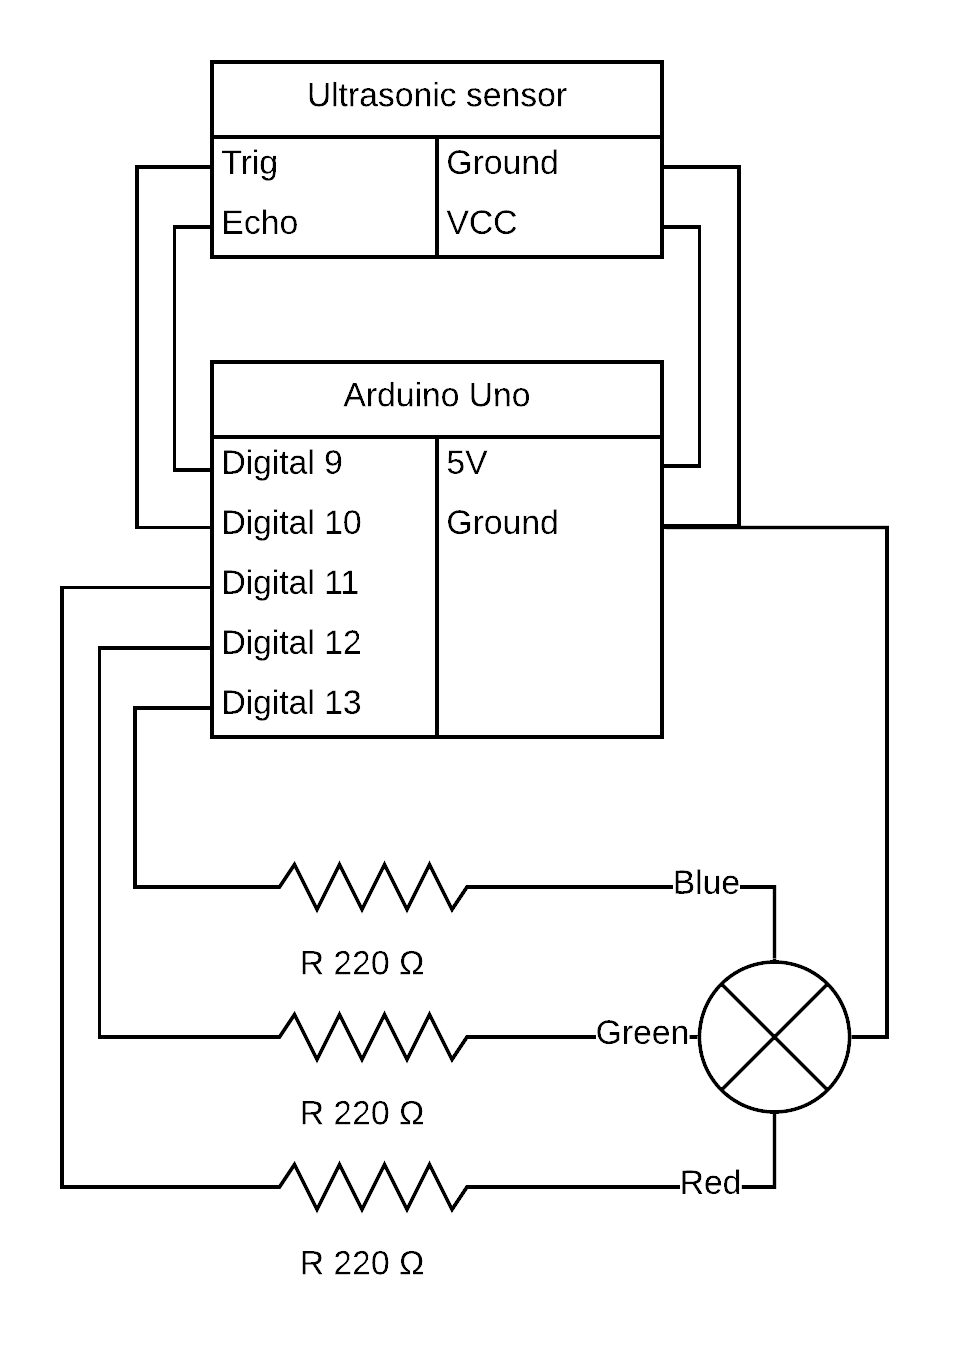 Ultrasonic sensor
Trig
Ground
Echo
VCC
Arduino Uno
Digital 9
5V
Digital 10
Ground
Digital 11
Digital 12
Digital 13
Blue
R 220 Ω
Green
R 220 Ω
Red
R 220 Ω